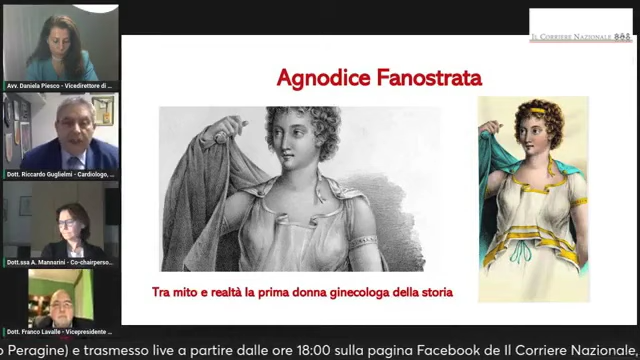 IL CORRIERE NAZIONALE
Agnodice Fanostrata
Avv. Daniela Piesco - Vicedirettore di ...
Dott. Riccardo Guglielmi - Cardiologo, ...
Dott.ssa A. Mannarini - Co-chairperso...
Tra mito e realtà la prima donna ginecologa della storia
Dott. Franco Lavalle - Vicepresidente ...
o Peragine) e trasmesso live a partire dalle ore 18:00 sulla pagina Facebook de Il Corriere Nazionale,